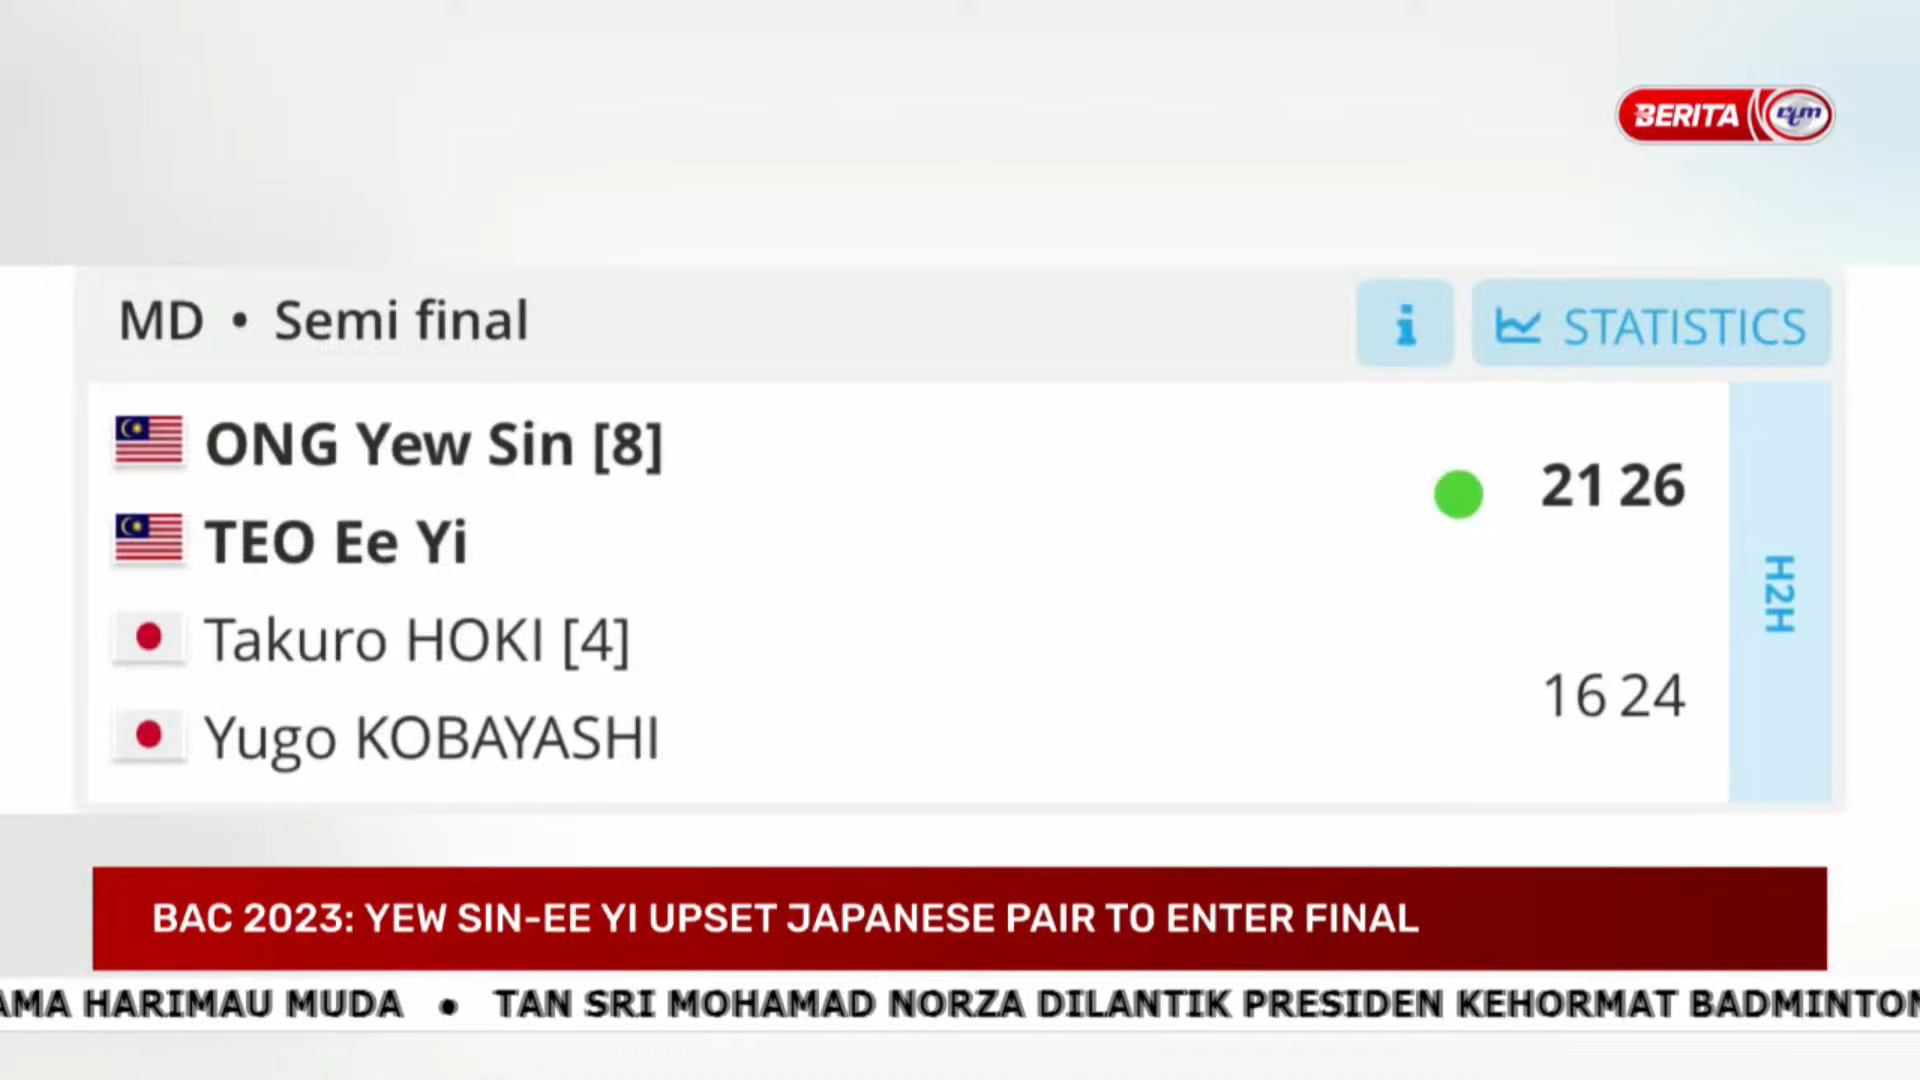 BERITA rtm
MD • Semi final
i
STATISTICS
ONG Yew Sin [8]
TEO Ee Yi
21 26
Takuro HOKI [4]
Yugo KOBAYASHI
16 24
H2H
BAC 2023: YEW SIN-EE YI UPSET JAPANESE PAIR TO ENTER FINAL
AMA HARIMAU MUDA • TAN SRI MOHAMAD NORZA DILANTIK PRESIDEN KEHORMAT BADMINTON